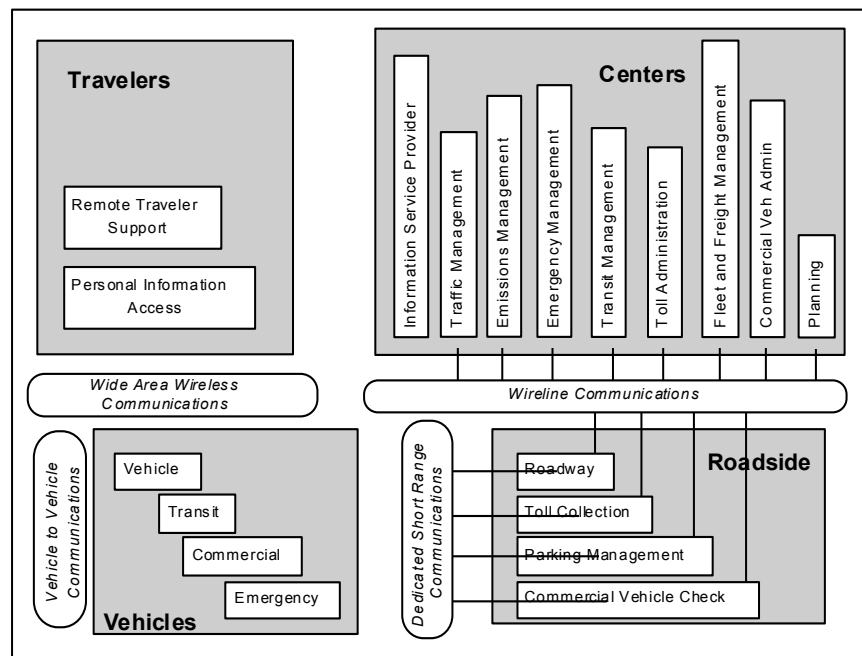 Travelers
Remote Traveler
Support
Personal Information
Access
Centers
Information Service Provider
Traffic Management
Emissions Management
Emergency Management
Transit Management
Toll Administration
Fleet and Freight Management
Commercial Veh Admin
Planning
Wide Area Wireless
Communications
Wireline Communications
Vehicle to Vehicle
Communications
Vehicle
Transit
Commercial
Emergency
Vehicles
Dedicated Short Range
Communications
Roadside
Roadway
Toll Collection
Parking Management
Commercial Vehicle Check